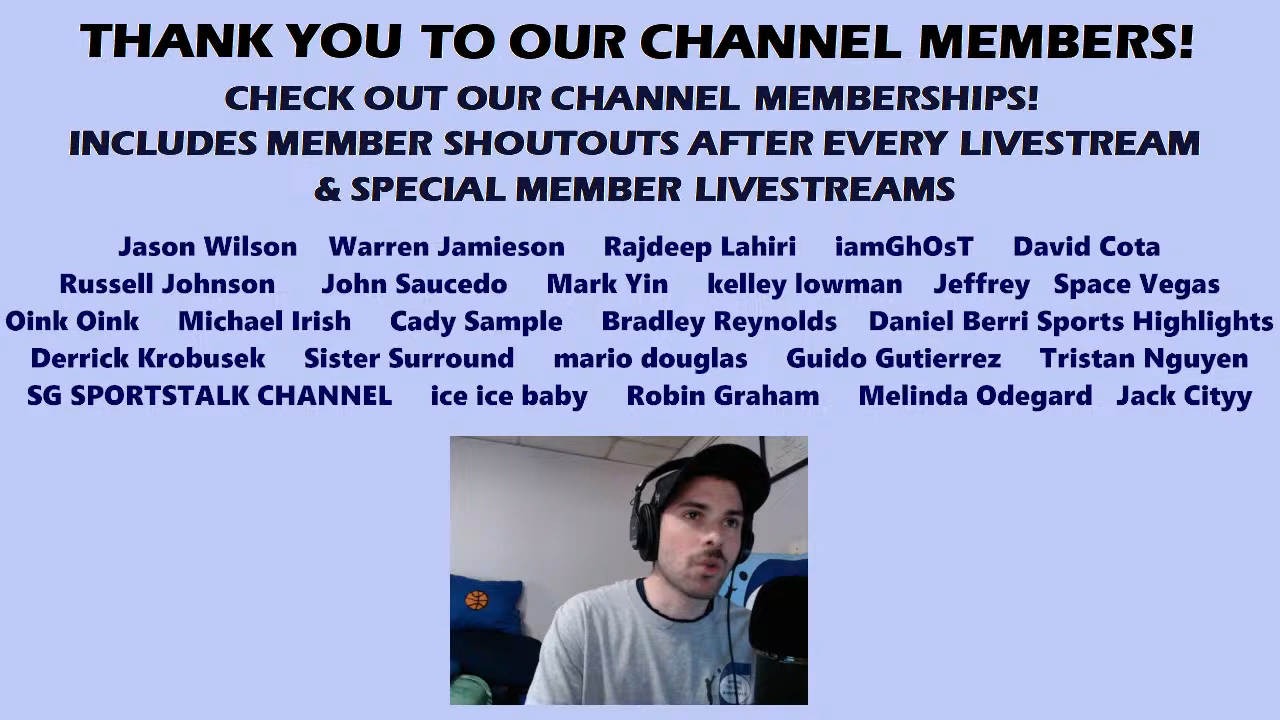 THANK YOU TO OUR CHANNEL MEMBERS!
CHECK OUT OUR CHANNEL MEMBERSHIPS!
INCLUDES MEMBER SHOUTOUTS AFTER EVERY LIVESTREAM
& SPECIAL MEMBER LIVESTREAMS
Jason Wilson Warren Jamieson Rajdeep Lahiri iamGhOsT David Cota
Russell Johnson John Saucedo Mark Yin kelley lowman Jeffrey Space Vegas
Oink Oink Michael Irish Cady Sample Bradley Reynolds Daniel Berri Sports Highlights
Derrick Krobusek Sister Surround mario douglas Guido Gutierrez Tristan Nguyen
SG SPORTSTALK CHANNEL ice ice baby Robin Graham Melinda Odegard Jack Cityy